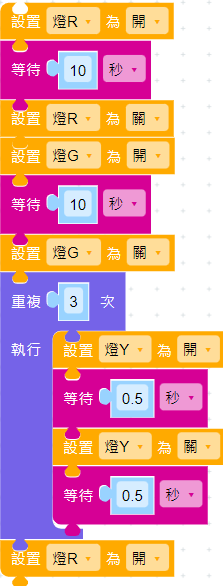 設置 燈R 為 開
等待 10 秒
設置 燈R 為 關
設置 燈G 為 開
等待 10 秒
設置 燈G 為 關
重複 3 次
執行 設置 燈Y 為 開
等待 0.5 秒
設置 燈Y 為 關
等待 0.5 秒
設置 燈R 為 開